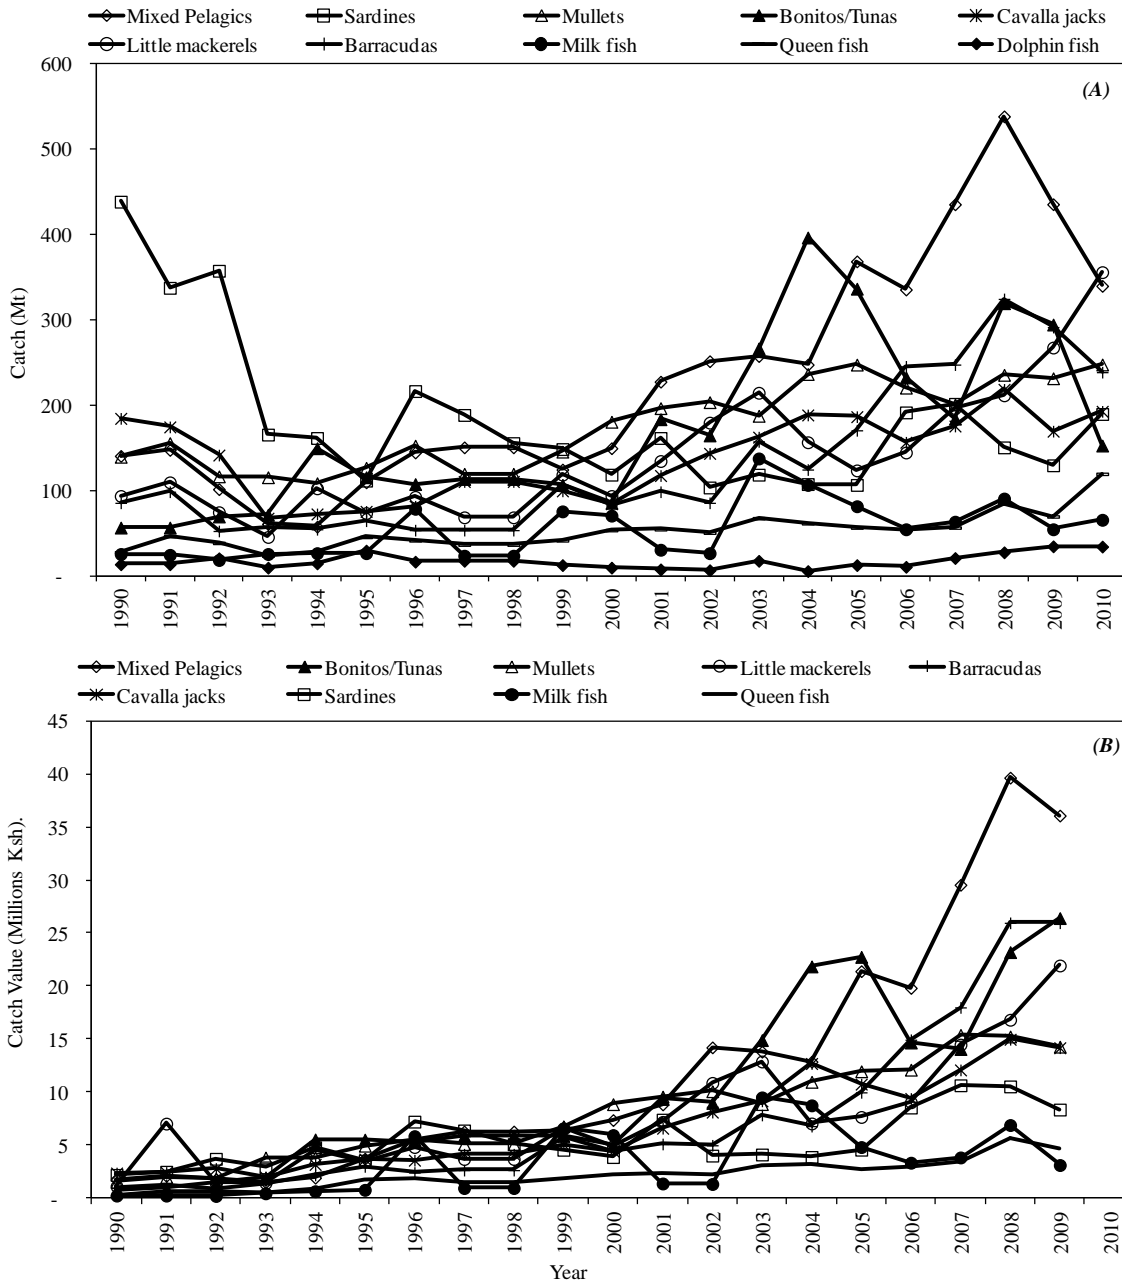 Mixed Pelagics Sardines Mullets Bonitos/Tunas Cavalla jacks
Little mackerels Barracudas Milk fish Queen fish Dolphin fish
(A)
600
500
400
300
200
100
-
Catch (Mt)
1990 1991 1992 1993 1994 1995 1996 1997 1998 1999 2000 2001 2002 2003 2004 2005 2006 2007 2008 2009 2010
Mixed Pelagics Bonitos/Tunas Mullets Little mackerels Barracudas
Cavalla jacks Sardines Milk fish Queen fish
(B)
45
40
35
30
25
20
15
10
5
-
Catch Value (Millions Ksh).
1990 1991 1992 1993 1994 1995 1996 1997 1998 1999 2000 2001 2002 2003 2004 2005 2006 2007 2008 2009 2010
Year